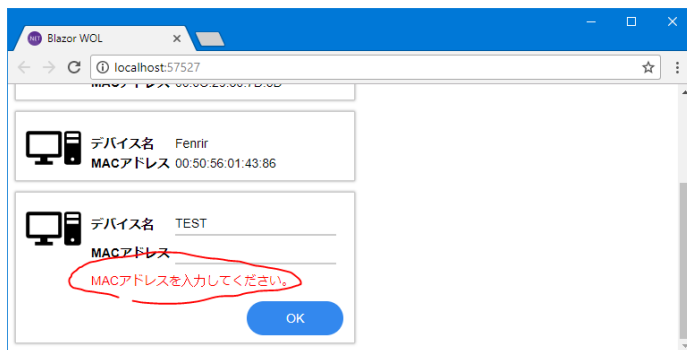 Blazor WOL
localhost:57527
デバイス名 Fenrir
MACアドレス 00:50:56:01:43:86
デバイス名 TEST
MACアドレス
MACアドレスを入力してください。
OK